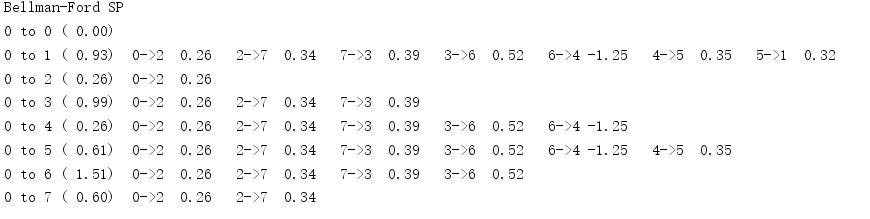 Bellman-Ford SP
0 to 0 ( 0.00)
0 to 1 ( 0.93)  0->2  0.26   2->7  0.34   7->3  0.39   3->6  0.52   6->4 -1.25   4->5  0.35   5->1  0.32
0 to 2 ( 0.26)  0->2  0.26
0 to 3 ( 0.99)  0->2  0.26   2->7  0.34   7->3  0.39
0 to 4 ( 0.26)  0->2  0.26   2->7  0.34   7->3  0.39   3->6  0.52   6->4 -1.25
0 to 5 ( 0.61)  0->2  0.26   2->7  0.34   7->3  0.39   3->6  0.52   6->4 -1.25   4->5  0.35
0 to 6 ( 1.51)  0->2  0.26   2->7  0.34   7->3  0.39   3->6  0.52
0 to 7 ( 0.60)  0->2  0.26   2->7  0.34